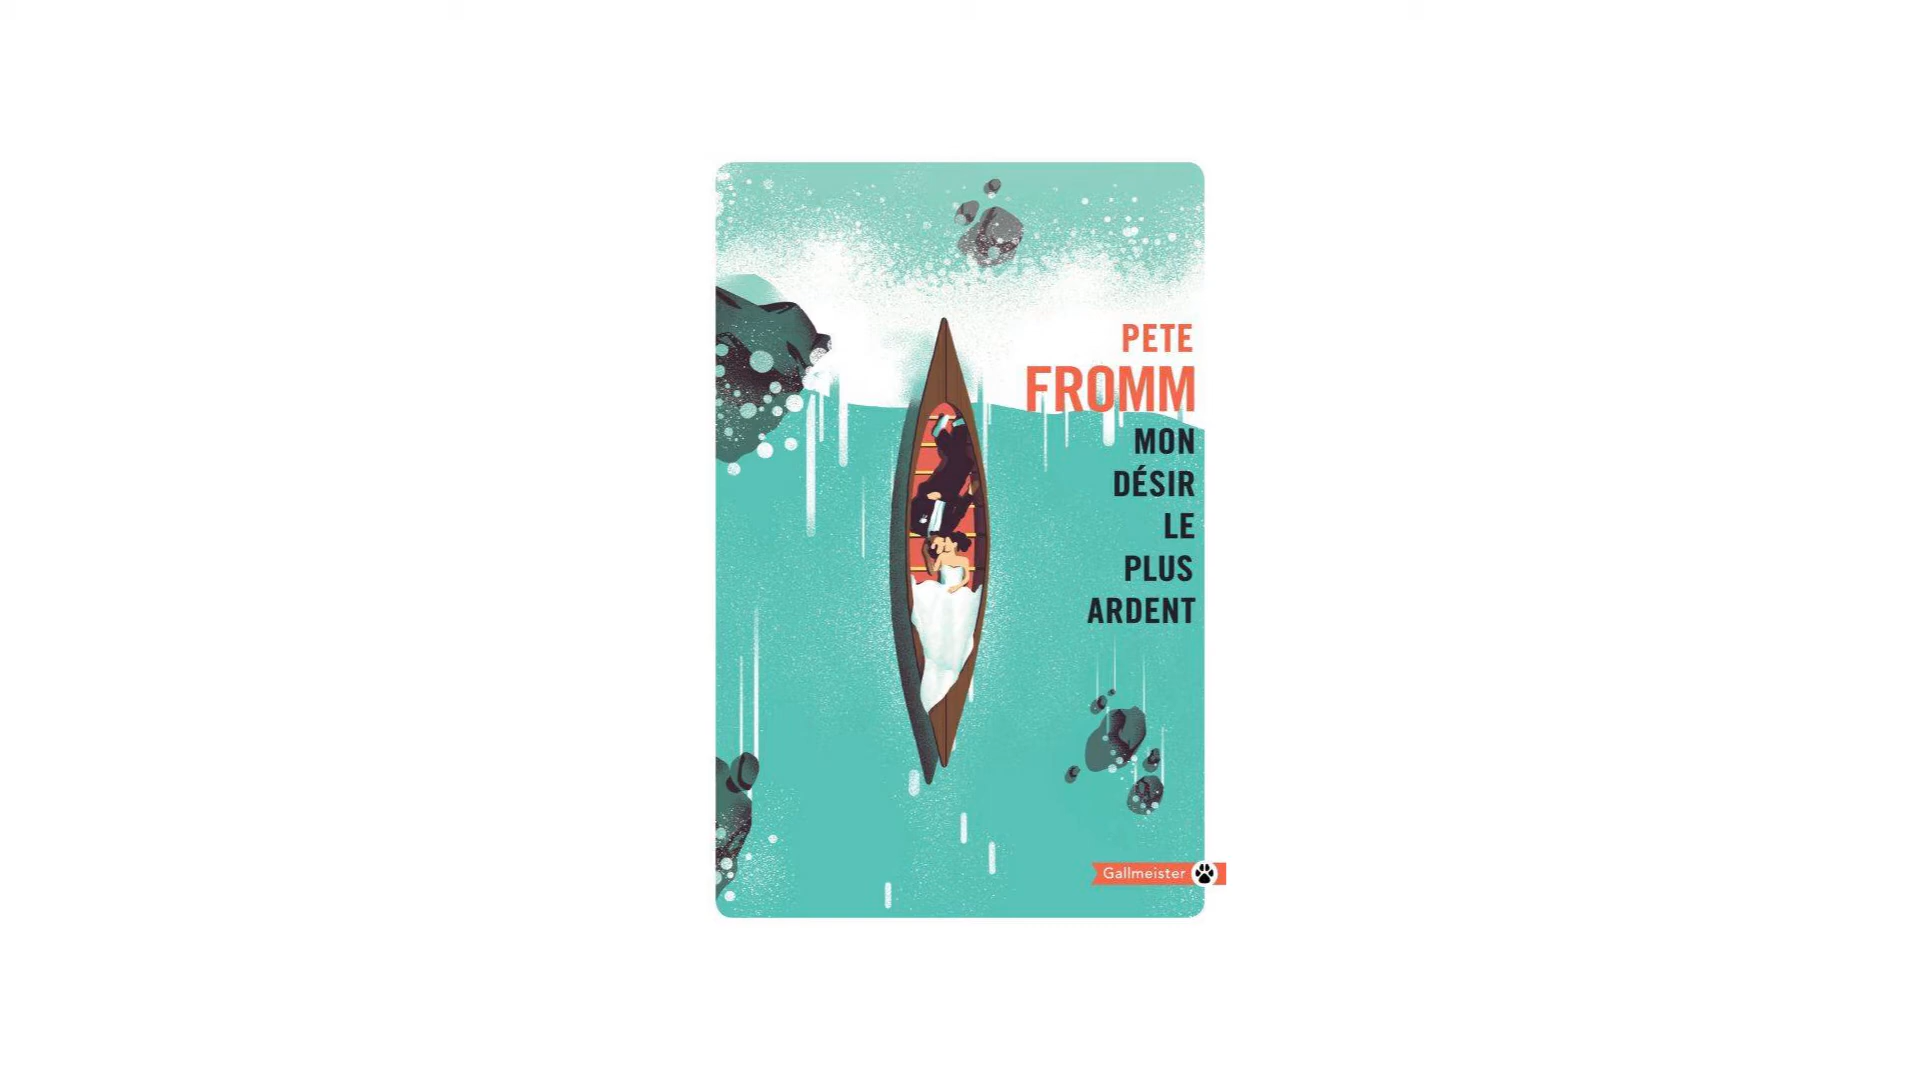 PETE
FROMM
MON
DÉSIR
LE
PLUS
ARDENT
Gallmeister